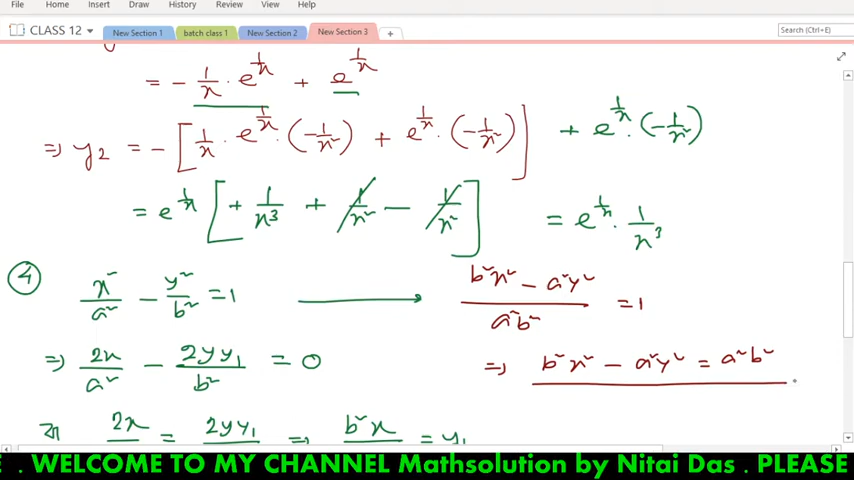 File Home Insert Draw History Review View Help
CLASS 12 New Section 1 batch class 1 New Section 2 New Section 3 + Search (Ctrl+E)
= - 1/x · e^(1/x) + e^(1/x)
⇒ y₂ = - [ 1/x · e^(1/x) · (-1/x²) + e^(1/x) · (-1/x²) ] + e^(1/x) · (-1/x²)
= e^(1/x) [ + 1/x³ + 1/x² - 1/x² ] = e^(1/x) · 1/x³
④ x²/a² - y²/b² = 1 ⟶ (b²x² - a²y²)/(a²b²) = 1
⇒ 2x/a² - 2yy₁/b² = 0 ⇒ b²x² - a²y² = a²b²
2x = 2yy₁ ⇒ b²x = y₁
. WELCOME TO MY CHANNEL Mathsolution by Nitai Das . PLEASE